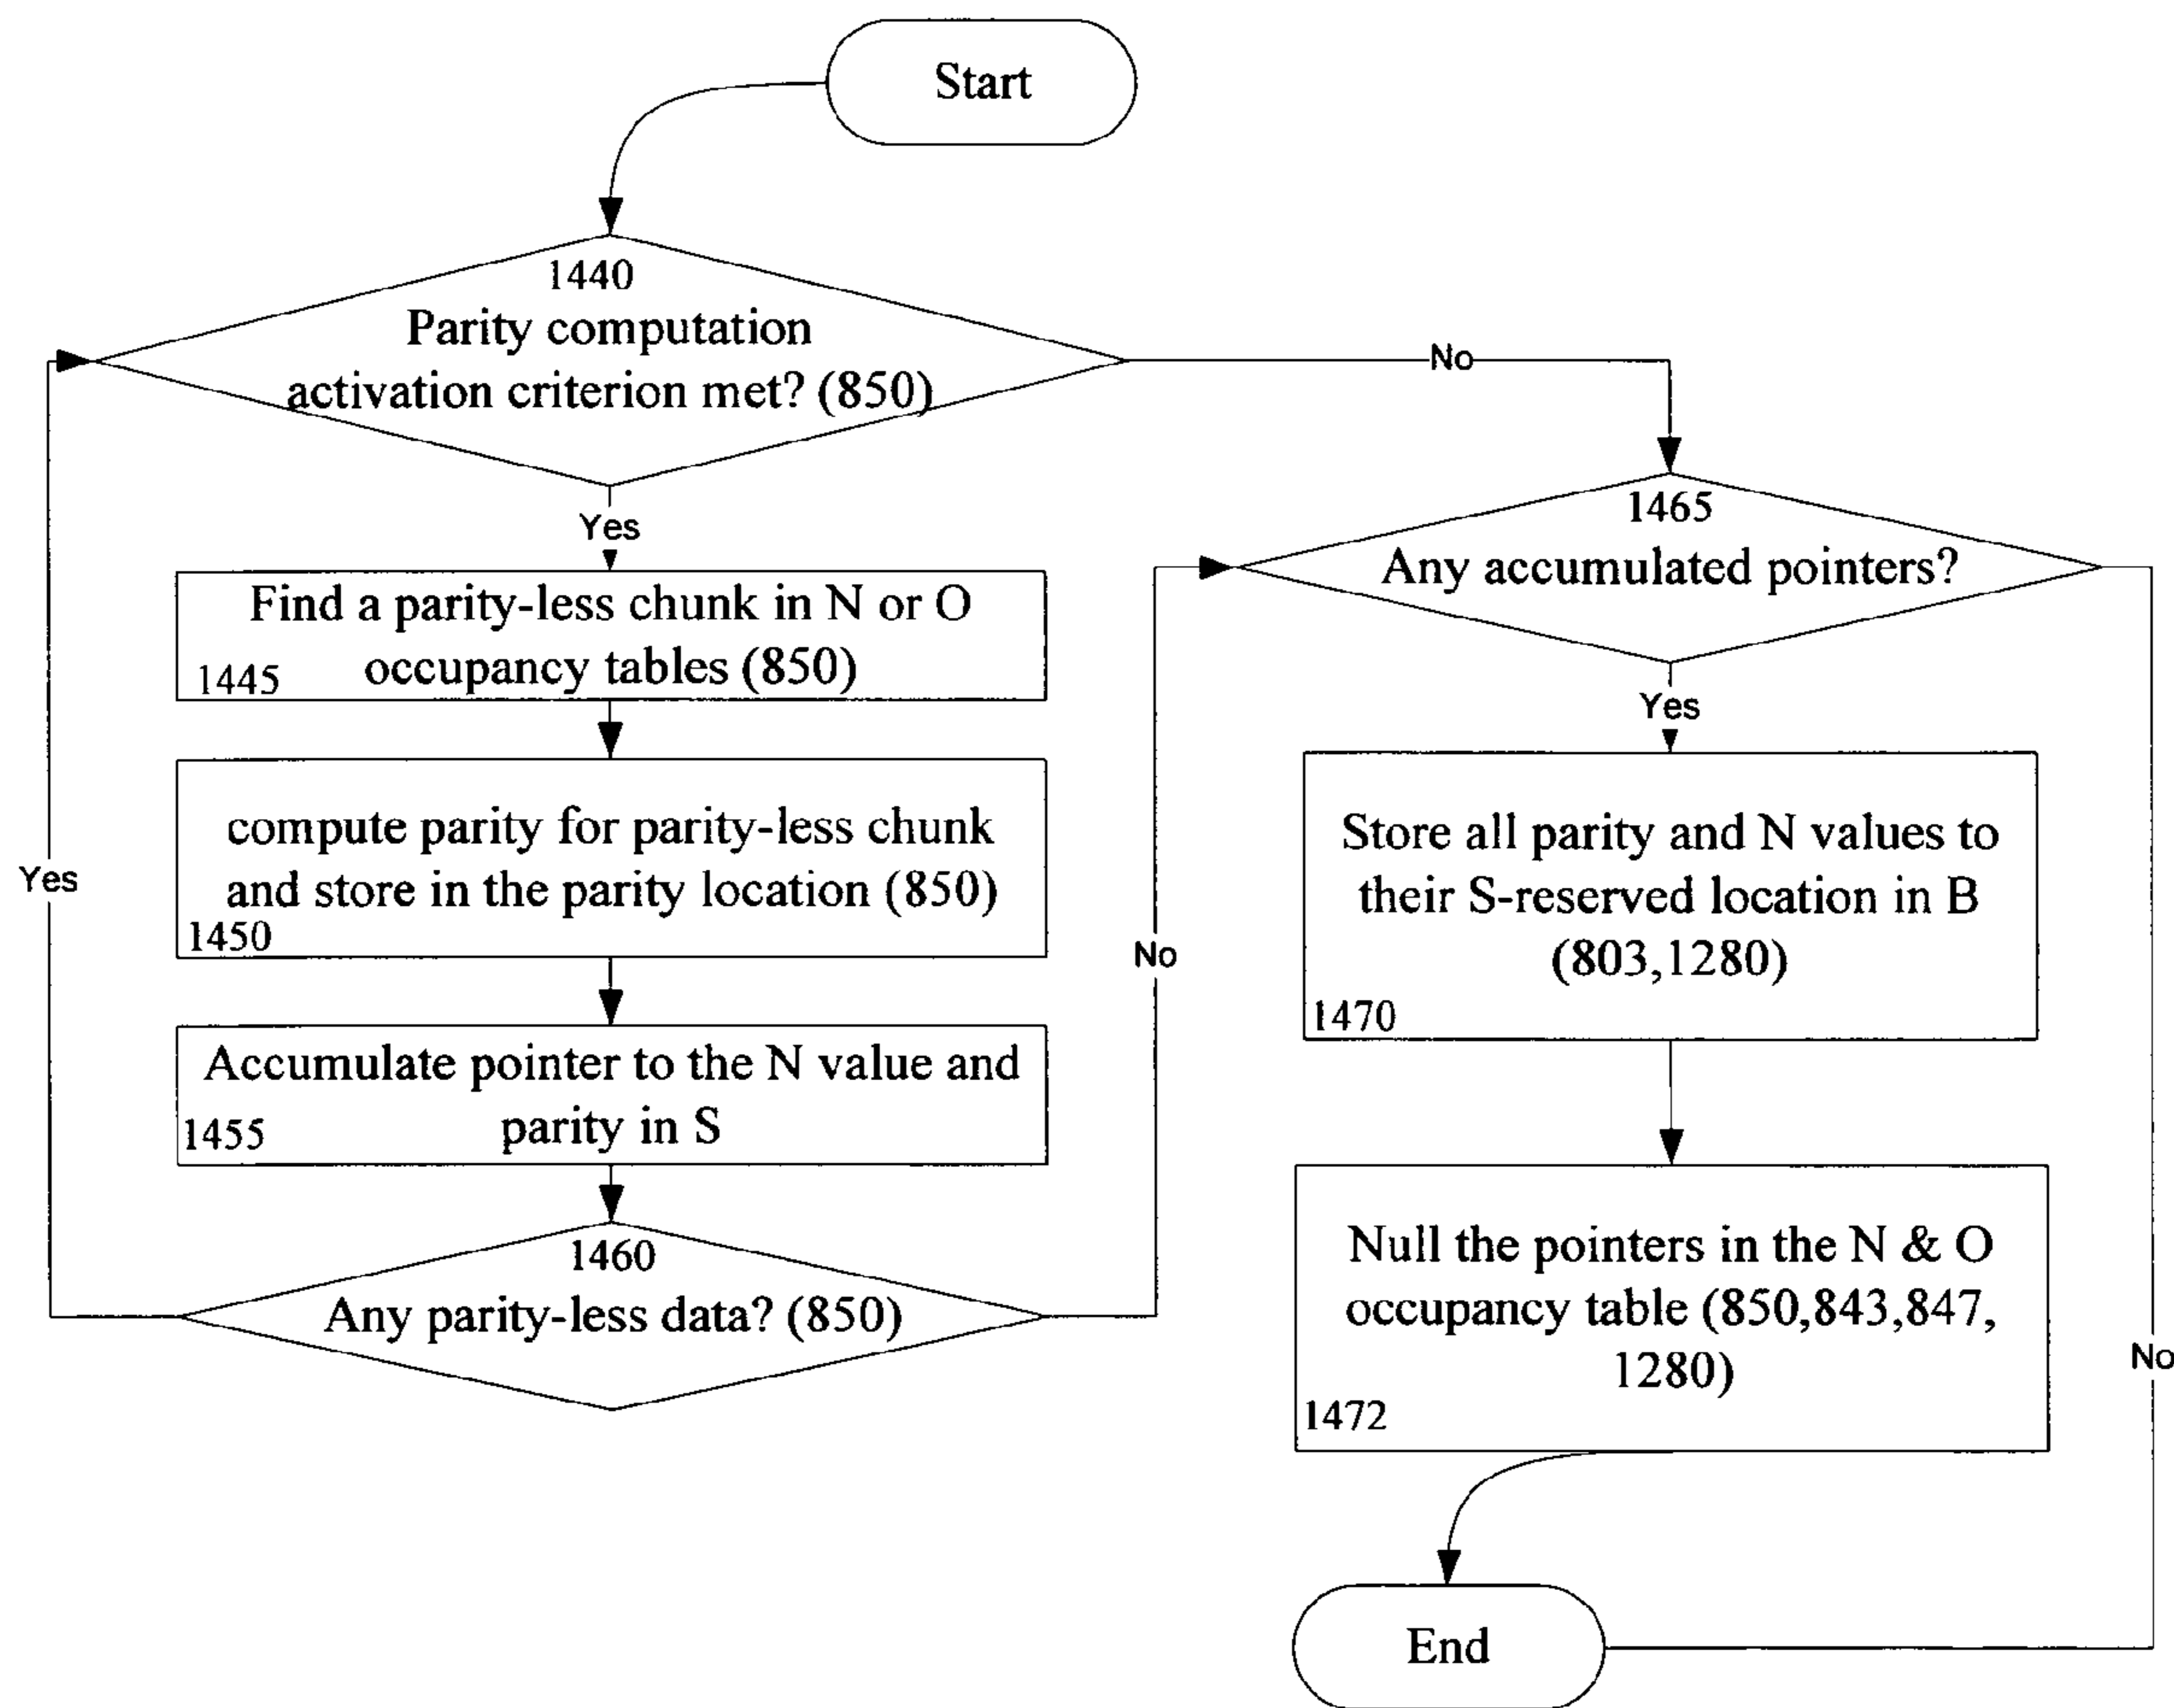 Start
1440
Parity computation
activation criterion met? (850)
No
Yes
1465
Any accumulated pointers?
Find a parity-less chunk in N or O
occupancy tables (850)
1445
Yes
compute parity for parity-less chunk
and store in the parity location (850)
1450
Store all parity and N values to
their S-reserved location in B
(803,1280)
1470
Yes
No
Accumulate pointer to the N value and
parity in S
1455
1460
Any parity-less data? (850)
Null the pointers in the N & O
occupancy table (850,843,847,
1280)
1472
No
End